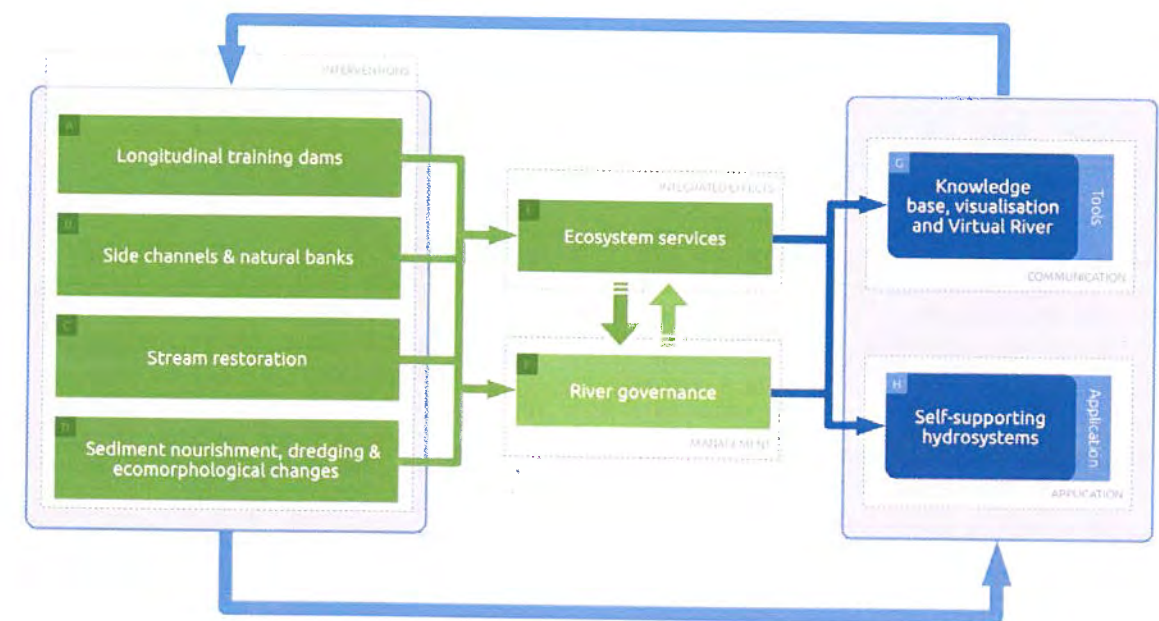 INTERVENTIONS
A
Longitudinal training dams
B
Side channels & natural banks
C
Stream restoration
D
Sediment nourishment, dredging &
ecomorphological changes
INTEGRATED EFFECTS
E
Ecosystem services
F
River governance
MANAGEMENT
G
Knowledge
base, visualisation
and Virtual River
Tools
COMMUNICATION
H
Self-supporting
hydrosystems
Application
APPLICATION